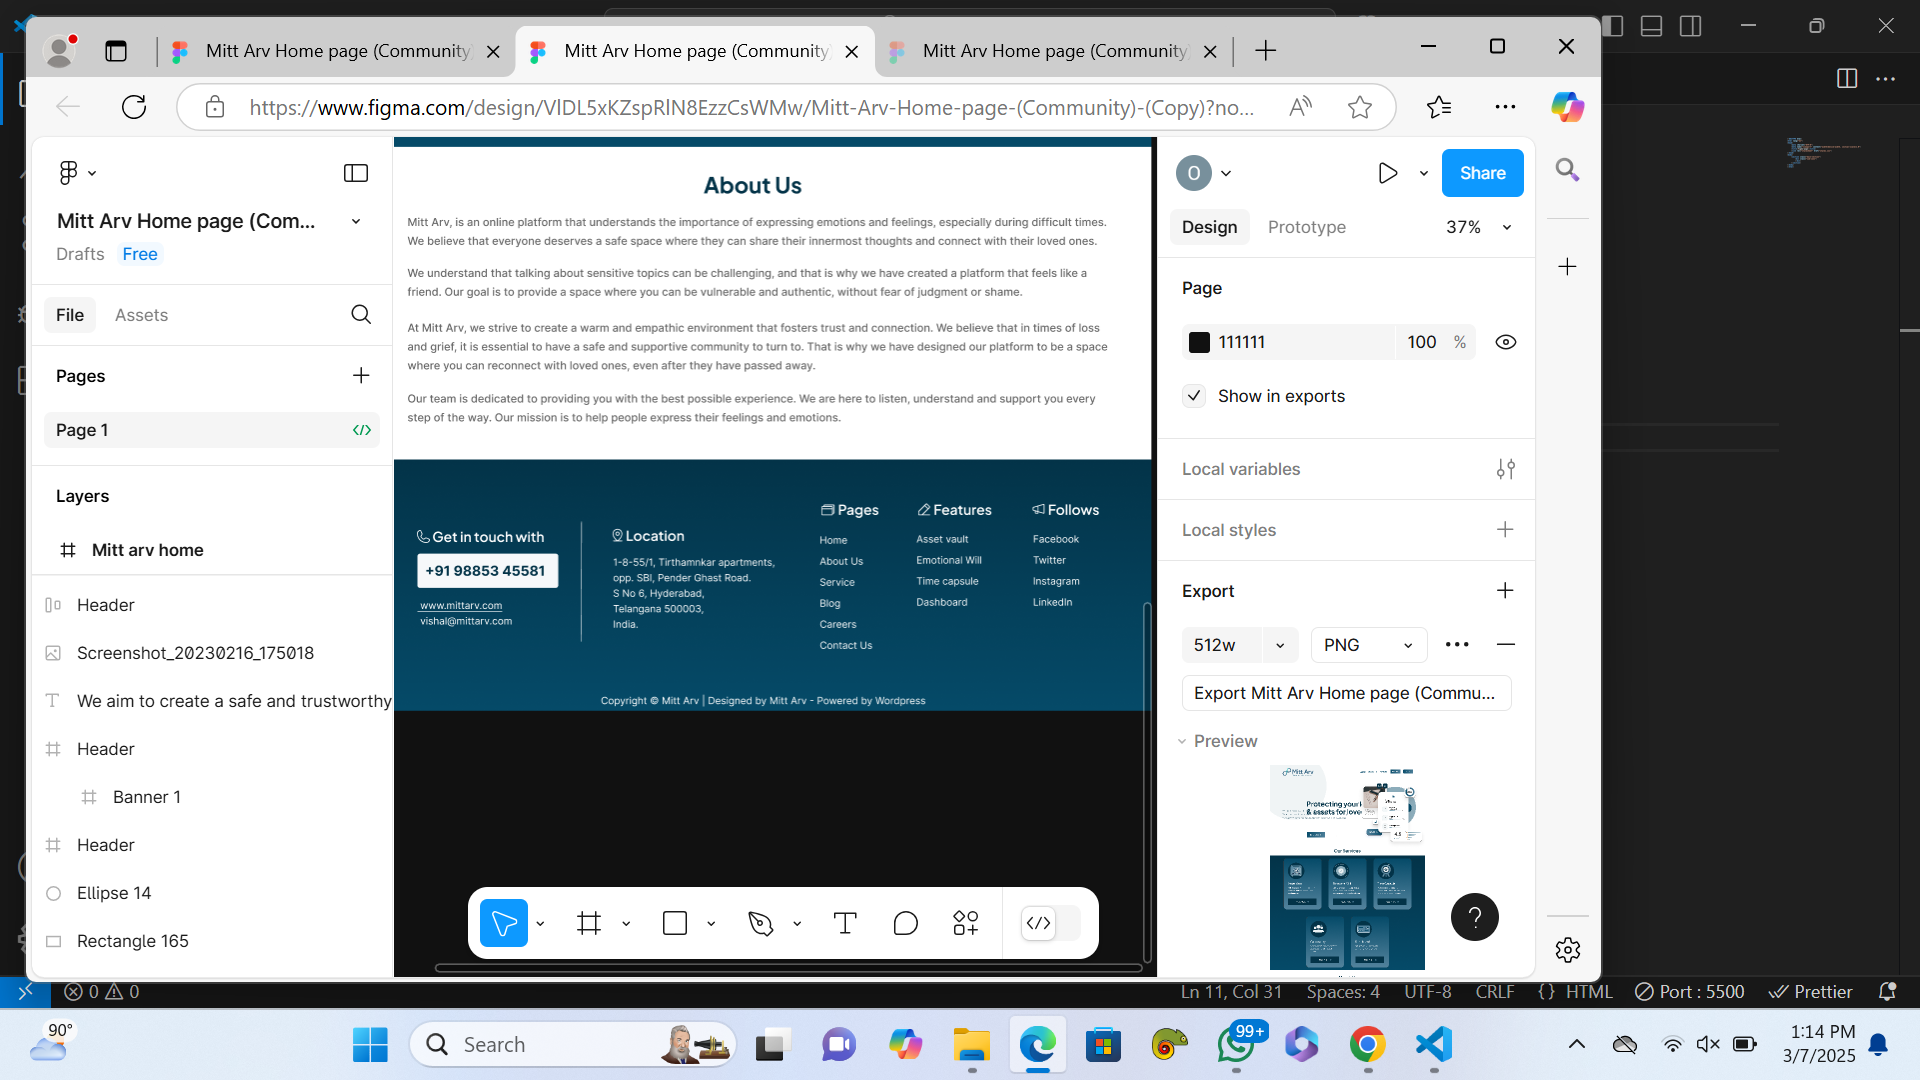 Mitt Arv Home page (Community
Mitt Arv Home page (Community
Mitt Arv Home page (Community
https://www.figma.com/design/VlDL5xKZspRlN8EzzCsWMw/Mitt-Arv-Home-page-(Community)-(Copy)?no...
Mitt Arv Home page (Com...
Drafts Free
File Assets
Pages
Page 1
Layers
Mitt arv home
Header
Screenshot_20230216_175018
We aim to create a safe and trustworthy
Header
Banner 1
Header
Ellipse 14
Rectangle 165
About Us
Mitt Arv, is an online platform that understands the importance of expressing emotions and feelings, especially during difficult times.
We believe that everyone deserves a safe space where they can share their innermost thoughts and connect with their loved ones.
We understand that talking about sensitive topics can be challenging, and that is why we have created a platform that feels like a
friend. Our goal is to provide a space where you can be vulnerable and authentic, without fear of judgment or shame.
At Mitt Arv, we strive to create a warm and empathic environment that fosters trust and connection. We believe that in times of loss
and grief, it is essential to have a safe and supportive community to turn to. That is why we have designed our platform to be a space
where you can reconnect with loved ones, even after they have passed away.
Our team is dedicated to providing you with the best possible experience. We are here to listen, understand and support you every
step of the way. Our mission is to help people express their feelings and emotions.
Get in touch with
+91 98853 45581
www.mittarv.com
vishal@mittarv.com
Location
1-8-55/1, Tirthamnkar apartments,
opp. SBI, Pender Ghast Road.
S No 6, Hyderabad,
Telangana 500003,
India.
Pages
Home
About Us
Service
Blog
Careers
Contact Us
Features
Asset vault
Emotional Will
Time capsule
Dashboard
Follows
Facebook
Twitter
Instagram
LinkedIn
Copyright © Mitt Arv | Designed by Mitt Arv - Powered by Wordpress
O
Share
Design Prototype 37%
Page
111111 100 %
Show in exports
Local variables
Local styles
Export
512w PNG
Export Mitt Arv Home page (Commu...
Preview
Mitt Arv
Protecting your
& assets for love
Our Services
?
0 0
Ln 11, Col 31 Spaces: 4 UTF-8 CRLF {} HTML Port : 5500 Prettier
90°
Search
99+
1:14 PM
3/7/2025